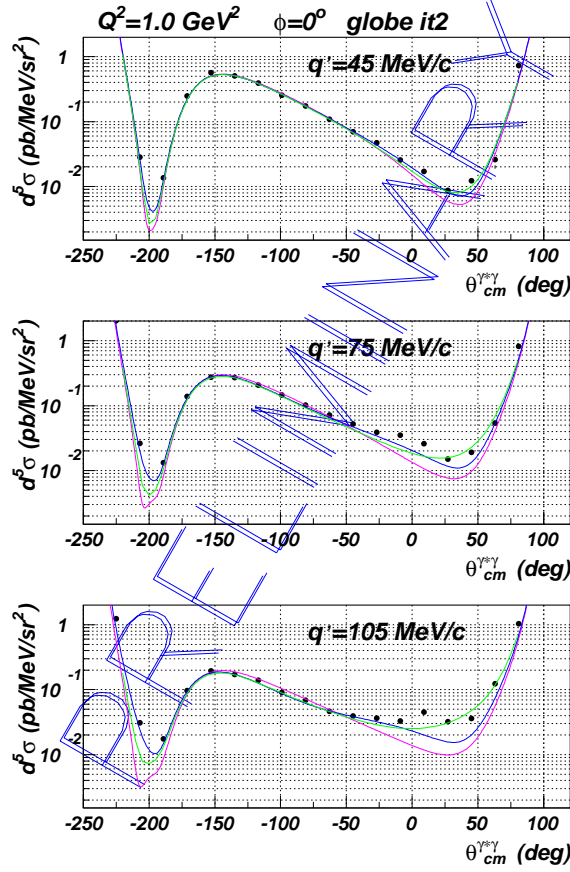 Q²=1.0 GeV² ϕ=0° globe it2
q'=45 MeV/c
d⁵σ (pb/MeV/sr²)
1
10⁻¹
10⁻²
-250 -200 -150 -100 -50 0 50 100
θ_cm^γ*γ (deg)
q'=75 MeV/c
d⁵σ (pb/MeV/sr²)
1
10⁻¹
10⁻²
-250 -200 -150 -100 -50 0 50 100
θ_cm^γ*γ (deg)
q'=105 MeV/c
d⁵σ (pb/MeV/sr²)
1
10⁻¹
10⁻²
-250 -200 -150 -100 -50 0 50 100
θ_cm^γ*γ (deg)
PRELIMINARY